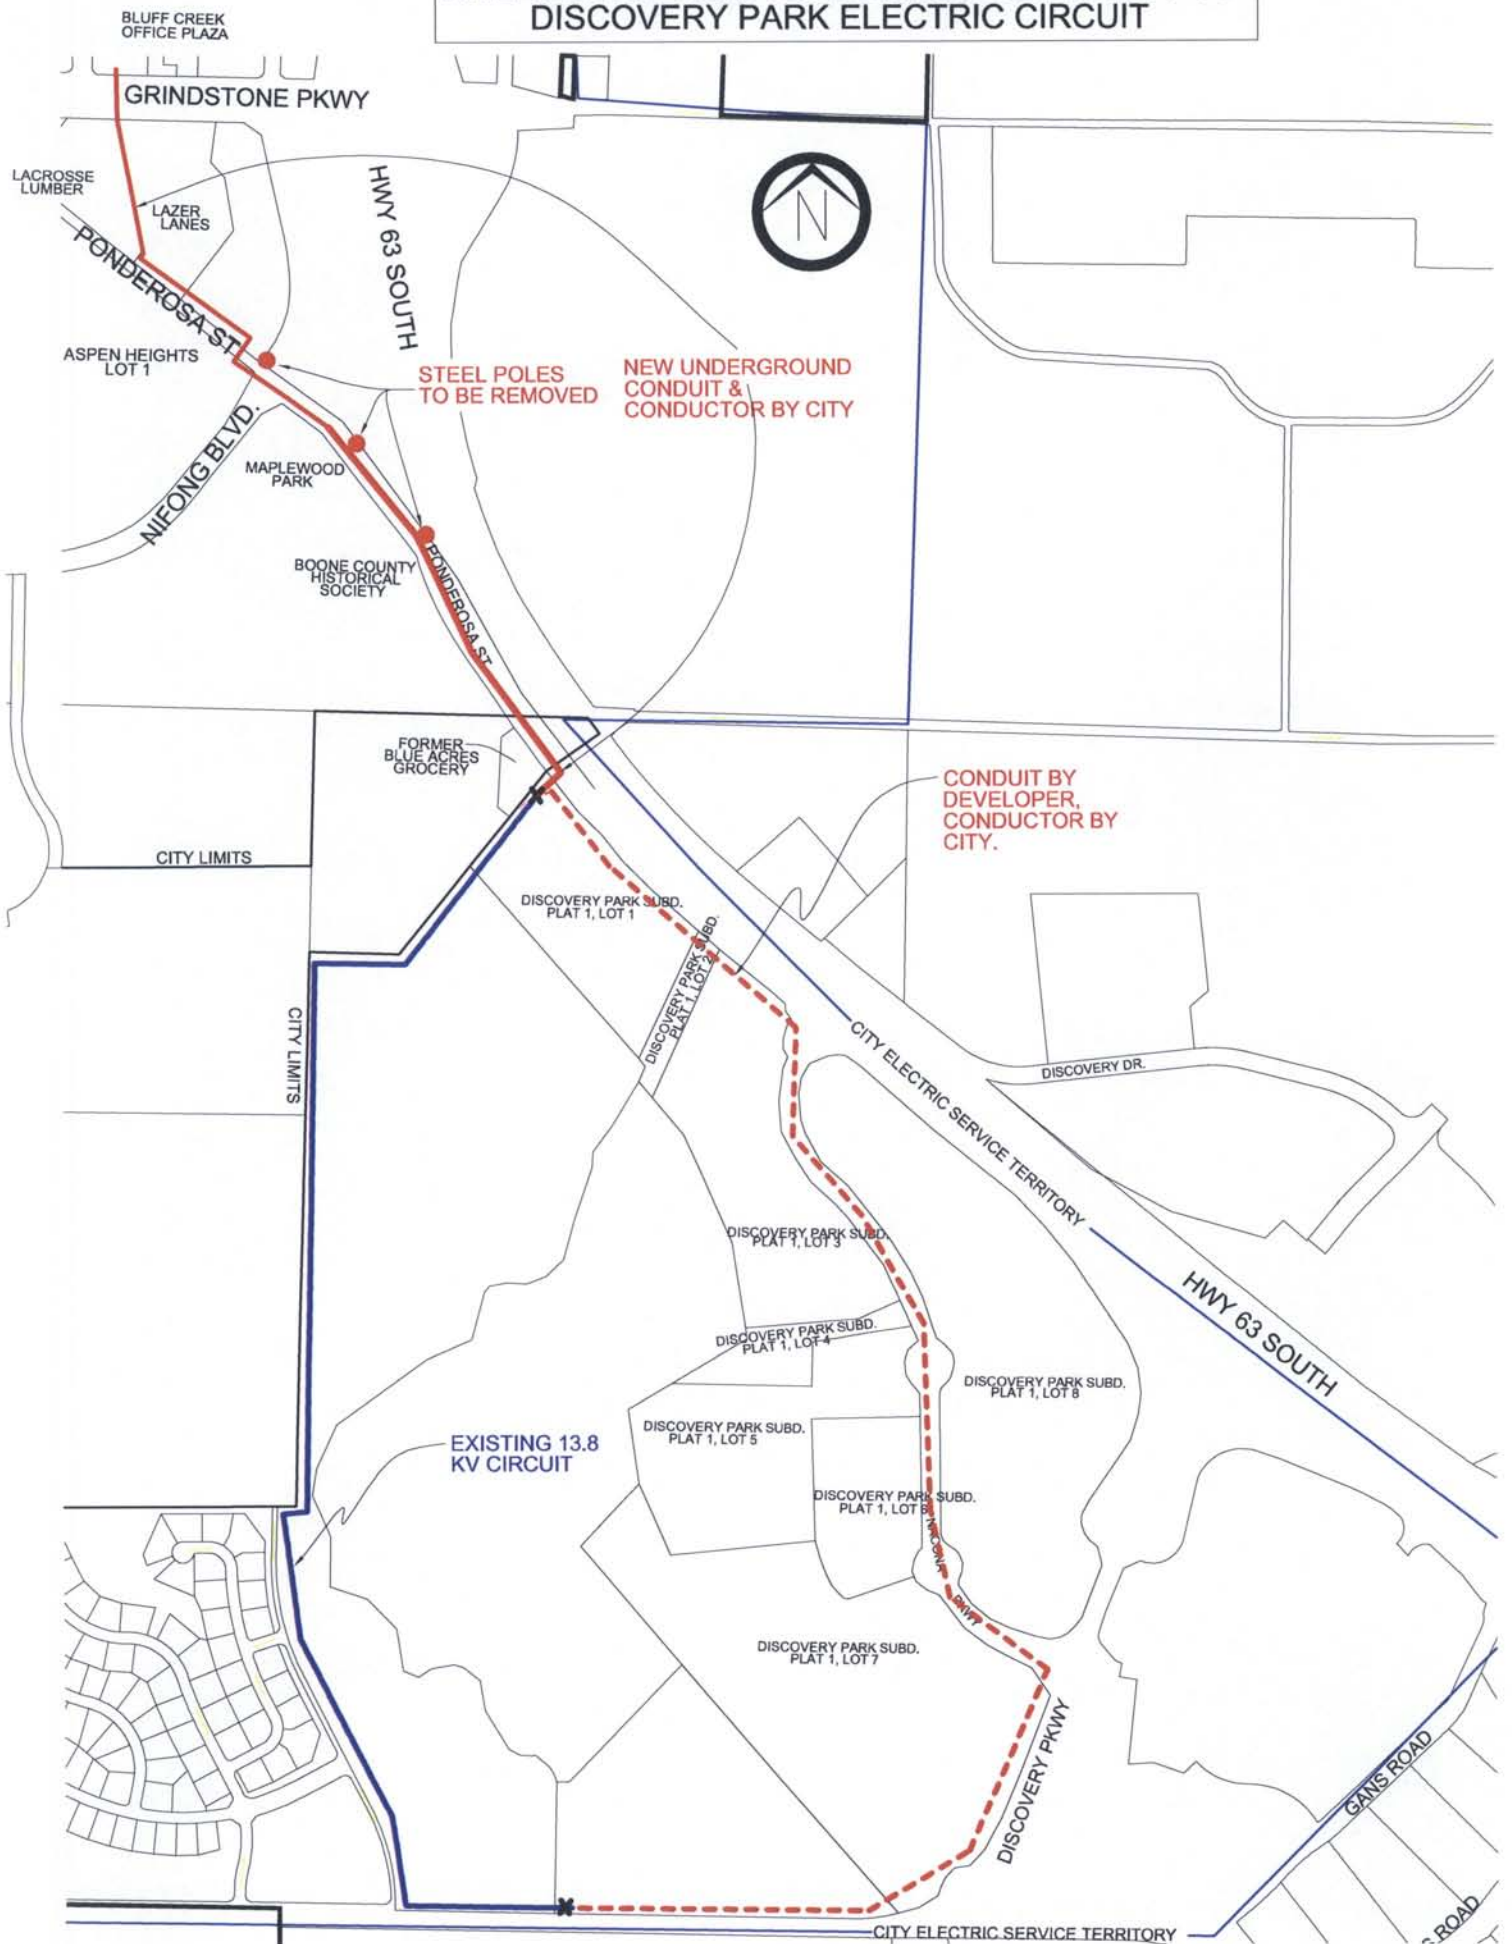 DISCOVERY PARK ELECTRIC CIRCUIT
BLUFF CREEK
OFFICE PLAZA
GRINDSTONE PKWY
LACROSSE
LUMBER
LAZER
LANES
HWY 63 SOUTH
N
PONDEROSA ST
ASPEN HEIGHTS
LOT 1
STEEL POLES
TO BE REMOVED
NEW UNDERGROUND
CONDUIT &
CONDUCTOR BY CITY
NIFONG BLVD.
MAPLEWOOD
PARK
BOONE COUNTY
HISTORICAL
SOCIETY
PONDEROSA ST
FORMER
BLUE ACRES
GROCERY
CONDUIT BY
DEVELOPER,
CONDUCTOR BY
CITY.
CITY LIMITS
DISCOVERY PARK SUBD.
PLAT 1, LOT 1
DISCOVERY PARK SUBD.
PLAT 1, LOT 2
CITY LIMITS
CITY ELECTRIC SERVICE TERRITORY
DISCOVERY DR.
DISCOVERY PARK SUBD.
PLAT 1, LOT 3
HWY 63 SOUTH
DISCOVERY PARK SUBD.
PLAT 1, LOT 4
DISCOVERY PARK SUBD.
PLAT 1, LOT 8
DISCOVERY PARK SUBD.
PLAT 1, LOT 5
EXISTING 13.8
KV CIRCUIT
DISCOVERY PARK SUBD.
PLAT 1, LOT 6
NACONA PKWY
DISCOVERY PARK SUBD.
PLAT 1, LOT 7
DISCOVERY PKWY
GANS ROAD
CITY ELECTRIC SERVICE TERRITORY
ROAD